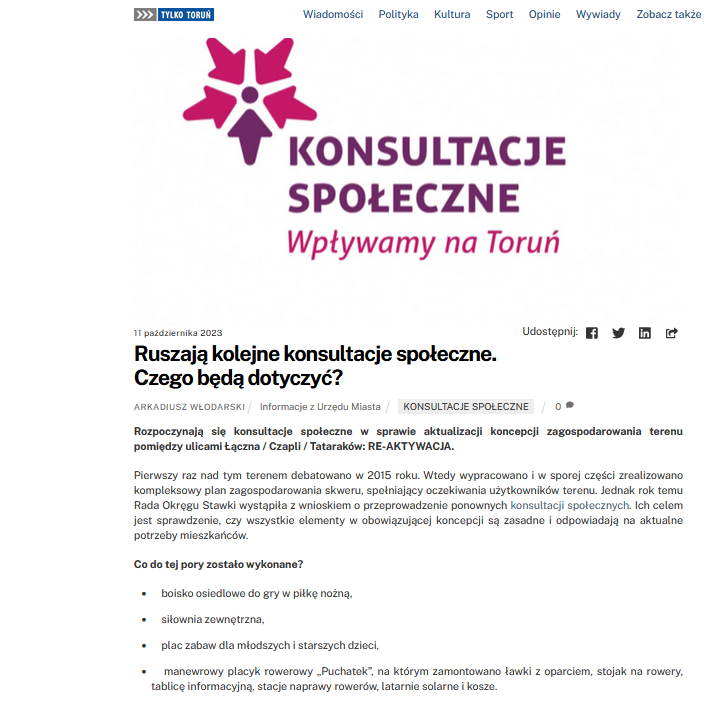 TYLKO TORUŃ
Wiadomości Polityka Kultura Sport Opinie Wywiady Zobacz także
KONSULTACJE
SPOŁECZNE
Wpływamy na Toruń
11 października 2023
Udostępnij:
Ruszają kolejne konsultacje społeczne.
Czego będą dotyczyć?
ARKADIUSZ WŁODARSKI / Informacje z Urzędu Miasta / KONSULTACJE SPOŁECZNE / 0
Rozpoczynają się konsultacje społeczne w sprawie aktualizacji koncepcji zagospodarowania terenu
pomiędzy ulicami Łączna / Czapli / Tataraków: RE-AKTYWACJA.
Pierwszy raz nad tym terenem debatowano w 2015 roku. Wtedy wypracowano i w sporej części zrealizowano
kompleksowy plan zagospodarowania skweru, spełniający oczekiwania użytkowników terenu. Jednak rok temu
Rada Okręgu Stawki wystąpiła z wnioskiem o przeprowadzenie ponownych konsultacji społecznych. Ich celem
jest sprawdzenie, czy wszystkie elementy w obowiązującej koncepcji są zasadne i odpowiadają na aktualne
potrzeby mieszkańców.
Co do tej pory zostało wykonane?
• boisko osiedlowe do gry w piłkę nożną,
• siłownia zewnętrzna,
• plac zabaw dla młodszych i starszych dzieci,
• manewrowy placyk rowerowy „Puchatek”, na którym zamontowano ławki z oparciem, stojak na rowery,
tablicę informacyjną, stacje naprawy rowerów, latarnie solarne i kosze.